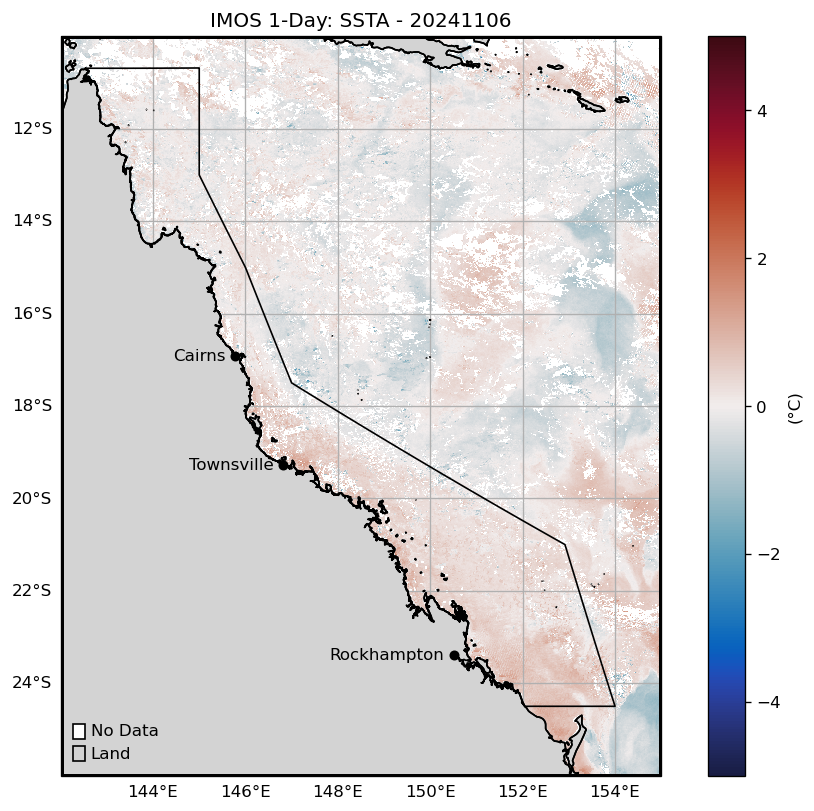 IMOS 1-Day: SSTA - 20241106
12°S
14°S
16°S
18°S
20°S
22°S
24°S
Cairns
Townsville
Rockhampton
No Data
Land
144°E
146°E
148°E
150°E
152°E
154°E
4
2
0
−2
−4
(°C)